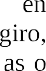 en
giro,
as o